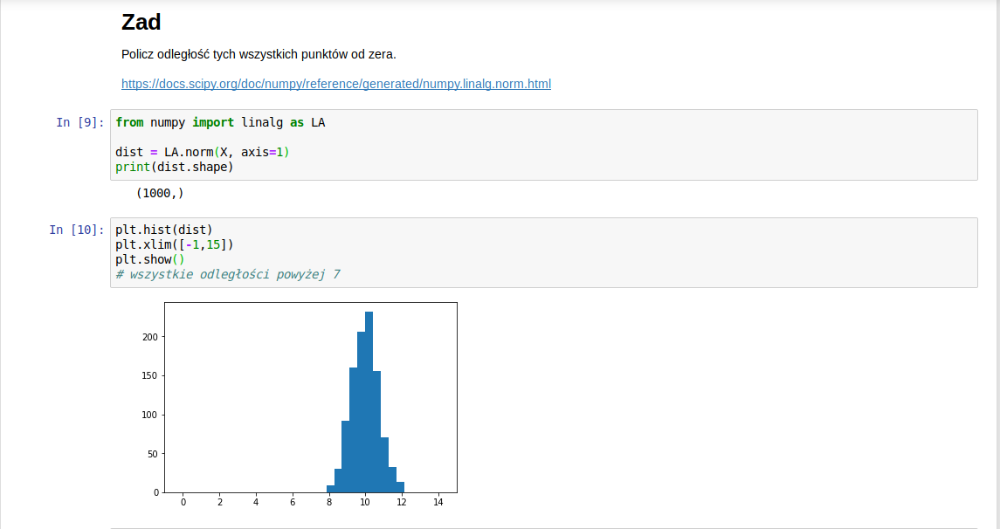 Zad
Policz odległość tych wszystkich punktów od zera.
https://docs.scipy.org/doc/numpy/reference/generated/numpy.linalg.norm.html
In [9]: from numpy import linalg as LA
dist = LA.norm(X, axis=1)
print(dist.shape)
(1000,)
In [10]: plt.hist(dist)
plt.xlim([-1,15])
plt.show()
# wszystkie odległości powyżej 7
200
150
100
50
0
0 2 4 6 8 10 12 14